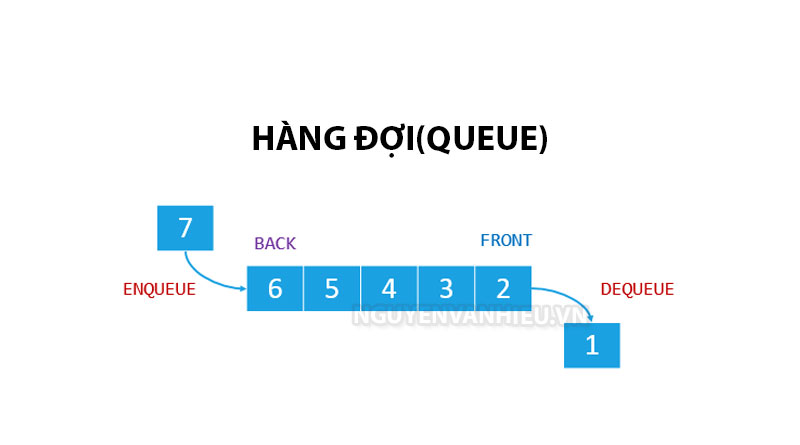 HÀNG ĐỢI(QUEUE)
7
BACK
FRONT
ENQUEUE
6 5 4 3 2
DEQUEUE
NGUYENVANHIEU.VN
1